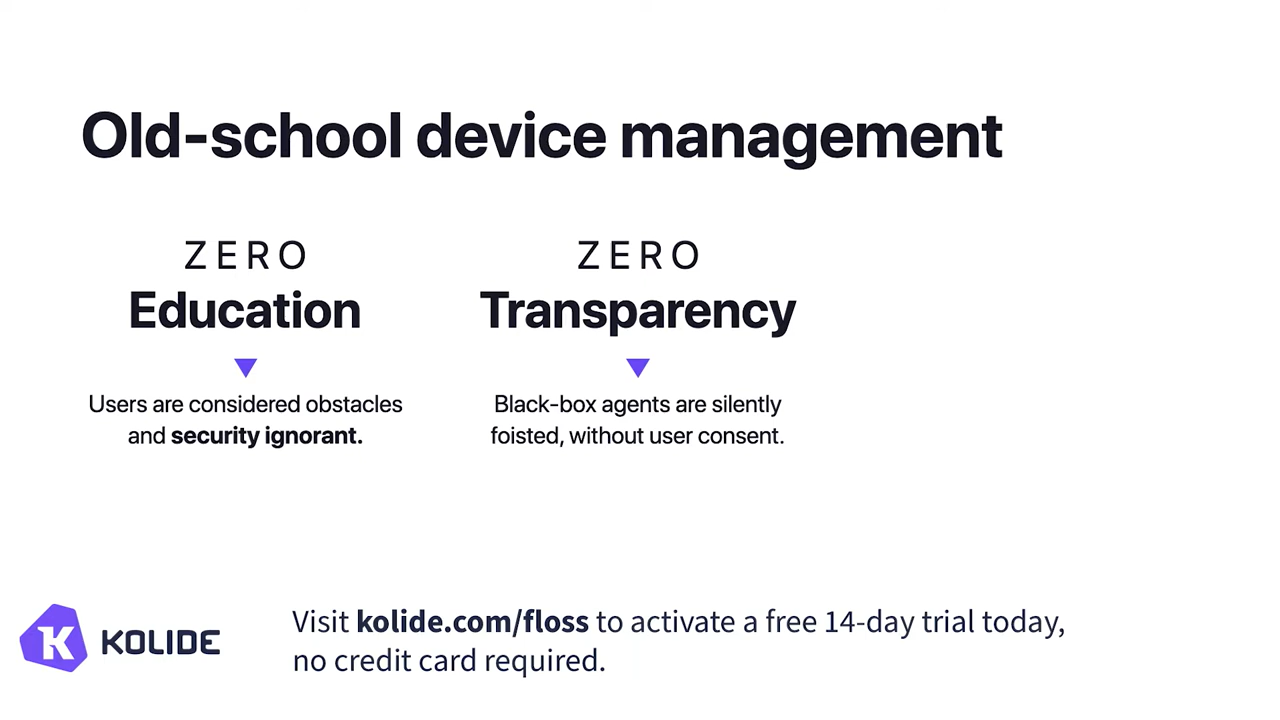 Old-school device management
ZERO
Education
Users are considered obstacles
and security ignorant.
ZERO
Transparency
Black-box agents are silently
foisted, without user consent.
KOLIDE
Visit kolide.com/floss to activate a free 14-day trial today,
no credit card required.